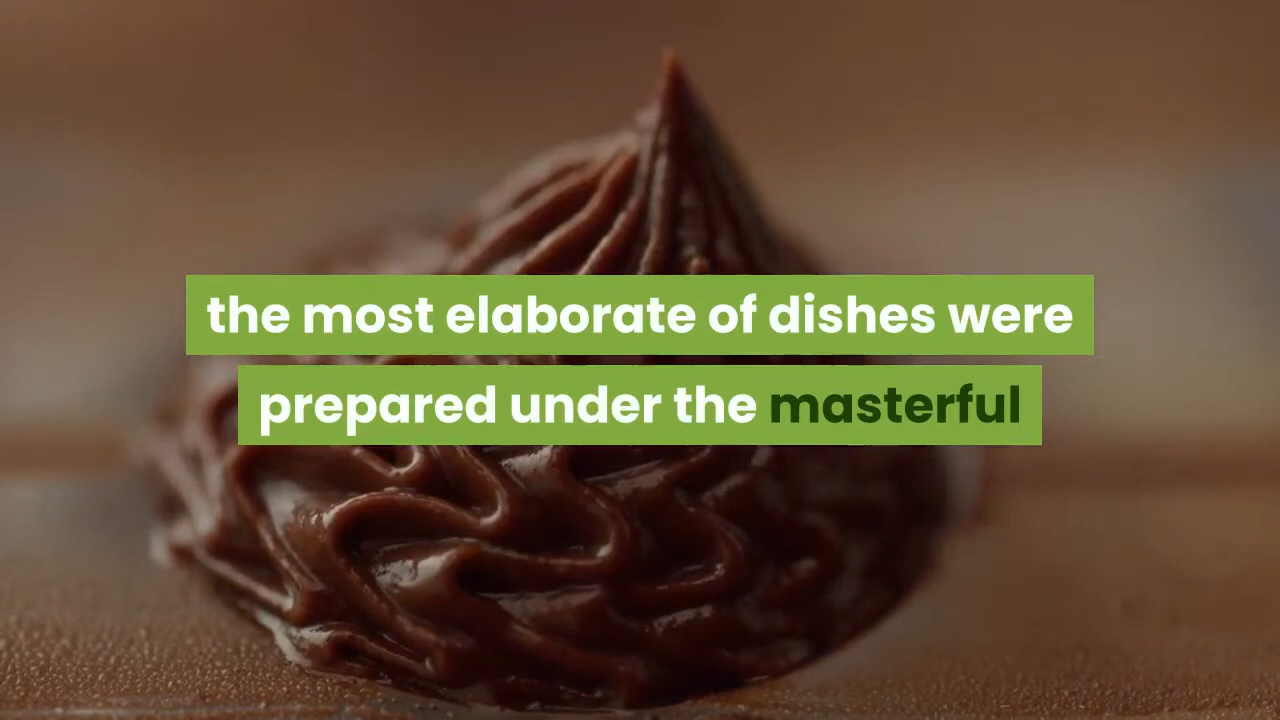 the most elaborate of dishes were
prepared under the masterful